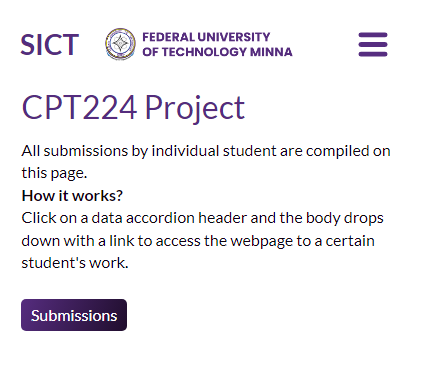 SICT
FEDERAL UNIVERSITY
OF TECHNOLOGY MINNA
CPT224 Project
All submissions by individual student are compiled on
this page.
How it works?
Click on a data accordion header and the body drops
down with a link to access the webpage to a certain
student's work.
Submissions